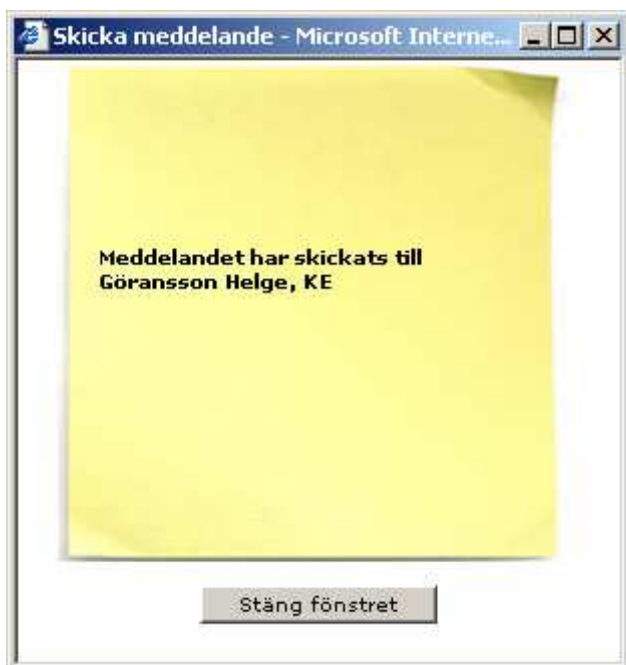 Skicka meddelande - Microsoft Interne...
Meddelandet har skickats till
Göransson Helge, KE
Stäng fönstret